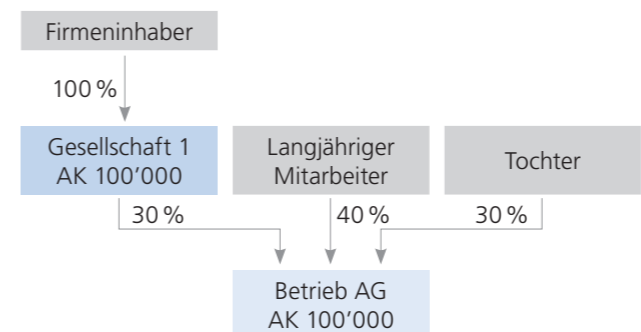 Firmeninhaber
100 %
Gesellschaft 1
AK 100’000
Langjähriger
Mitarbeiter
Tochter
30 %
40 %
30 %
Betrieb AG
AK 100’000